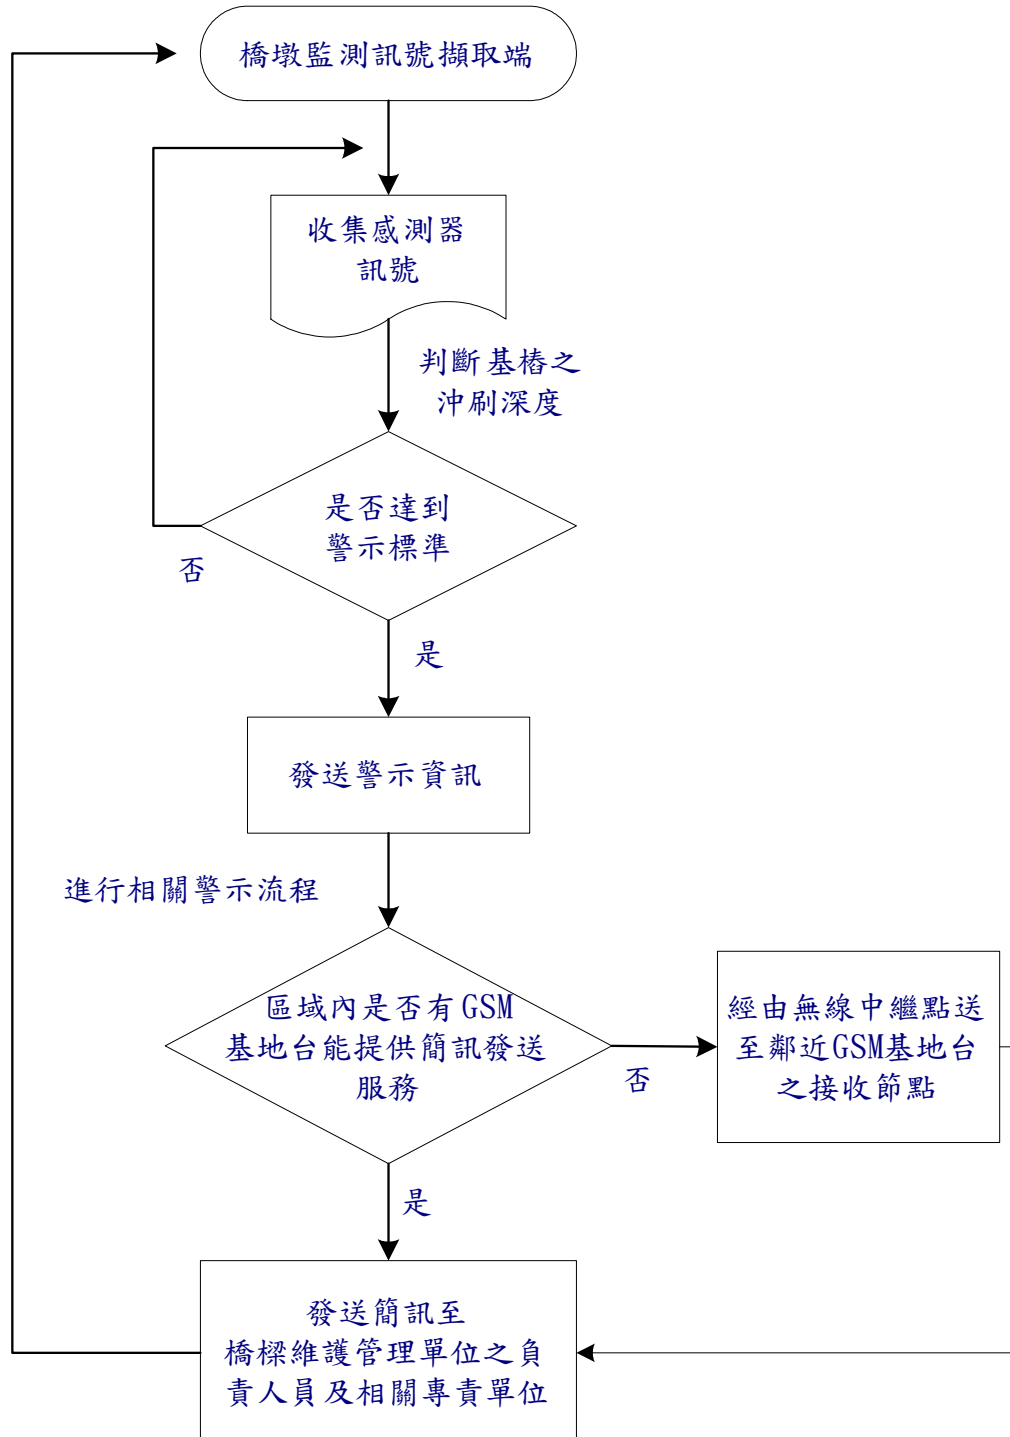 橋墩監測訊號擷取端
收集感測器
訊號
判斷基樁之
沖刷深度
是否達到
警示標準
否
是
發送警示資訊
進行相關警示流程
區域內是否有GSM
基地台能提供簡訊發送
服務
否
經由無線中繼點送
至鄰近GSM基地台
之接收節點
是
發送簡訊至
橋樑維護管理單位之負
責人員及相關專責單位